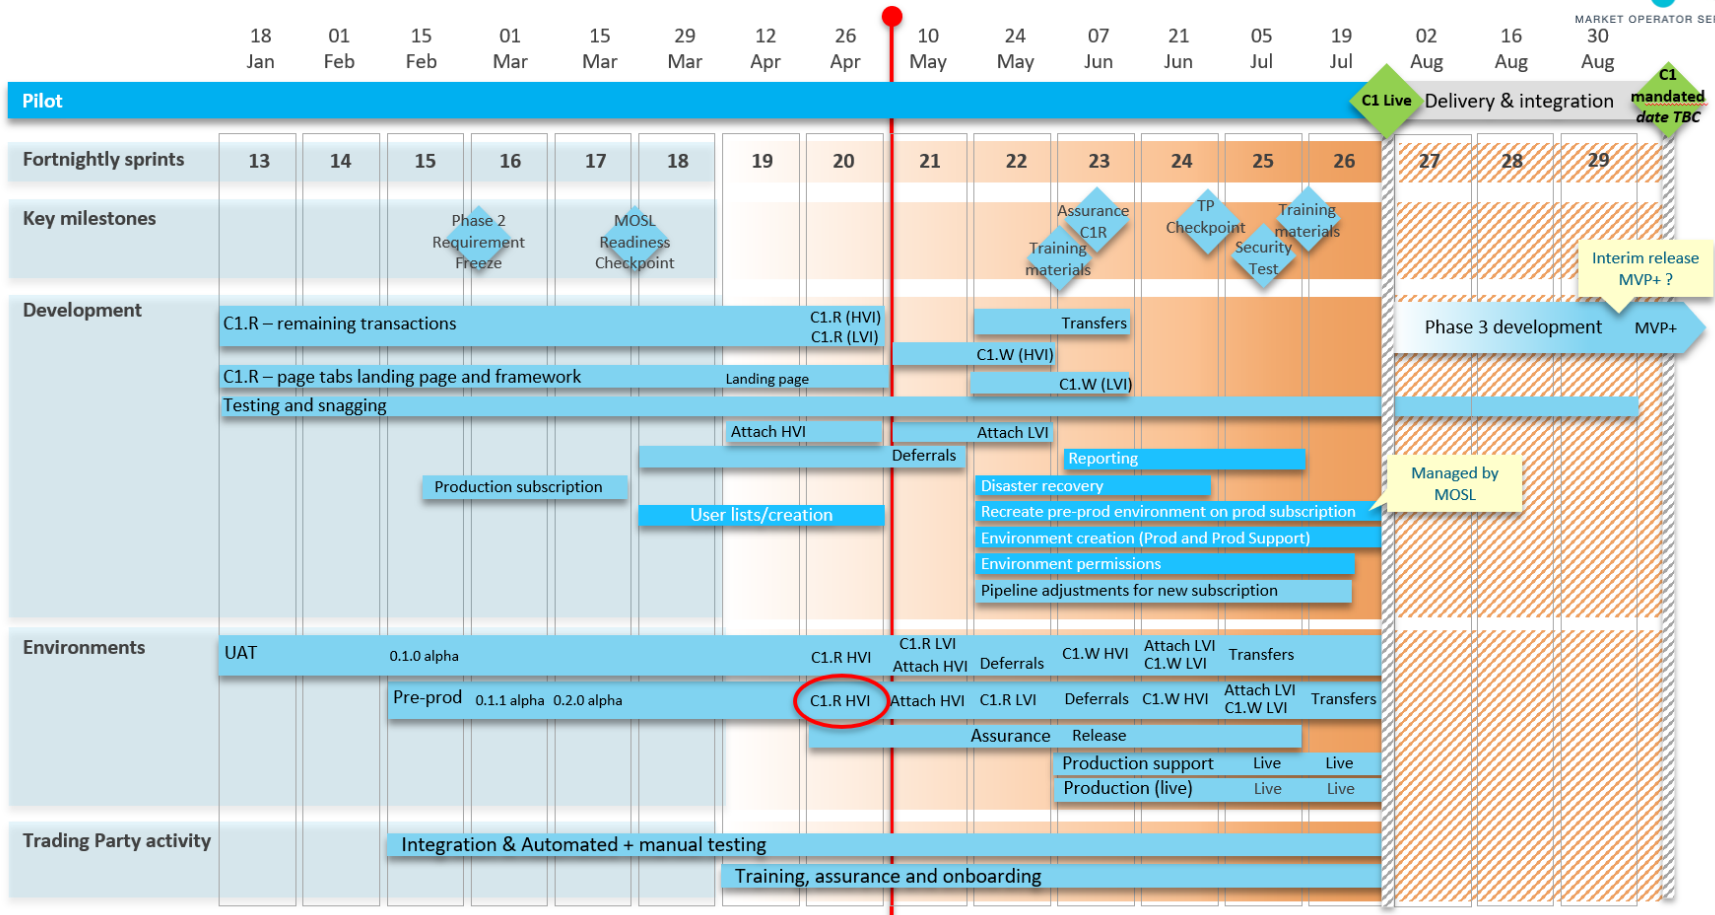 MARKET OPERATOR SER
18 01 15 01 15 29 12 26 10 24 07 21 05 19 02 16 30
Jan Feb Feb Mar Mar Mar Apr Apr May May Jun Jun Jul Jul Aug Aug Aug
Pilot
C1 Live
Delivery & integration
C1
mandated
date TBC
Fortnightly sprints
13 14 15 16 17 18 19 20 21 22 23 24 25 26 27 28 29
Key milestones
Phase 2
Requirement
Freeze
MOSL
Readiness
Checkpoint
Training
materials
Assurance
C1R
TP
Checkpoint
Security
Test
Training
materials
Interim release
MVP+ ?
Development
C1.R – remaining transactions
C1.R (HVI)
C1.R (LVI)
Transfers
Phase 3 development
MVP+
C1.W (HVI)
C1.R – page tabs landing page and framework
Landing page
C1.W (LVI)
Testing and snagging
Attach HVI
Attach LVI
Deferrals
Reporting
Managed by
MOSL
Production subscription
Disaster recovery
User lists/creation
Recreate pre-prod environment on prod subscription
Environment creation (Prod and Prod Support)
Environment permissions
Pipeline adjustments for new subscription
Environments
UAT
0.1.0 alpha
C1.R HVI
C1.R LVI
Attach HVI
Deferrals
C1.W HVI
Attach LVI
C1.W LVI
Transfers
Pre-prod
0.1.1 alpha
0.2.0 alpha
C1.R HVI
Attach HVI
C1.R LVI
Deferrals
C1.W HVI
Attach LVI
C1.W LVI
Transfers
Assurance Release
Production support Live Live
Production (live) Live Live
Trading Party activity
Integration & Automated + manual testing
Training, assurance and onboarding